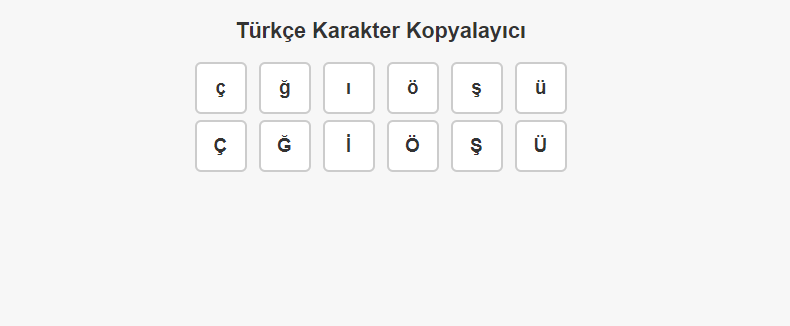 Türkçe Karakter Kopyalayıcı
ç ğ ı ö ş ü
Ç Ğ İ Ö Ş Ü